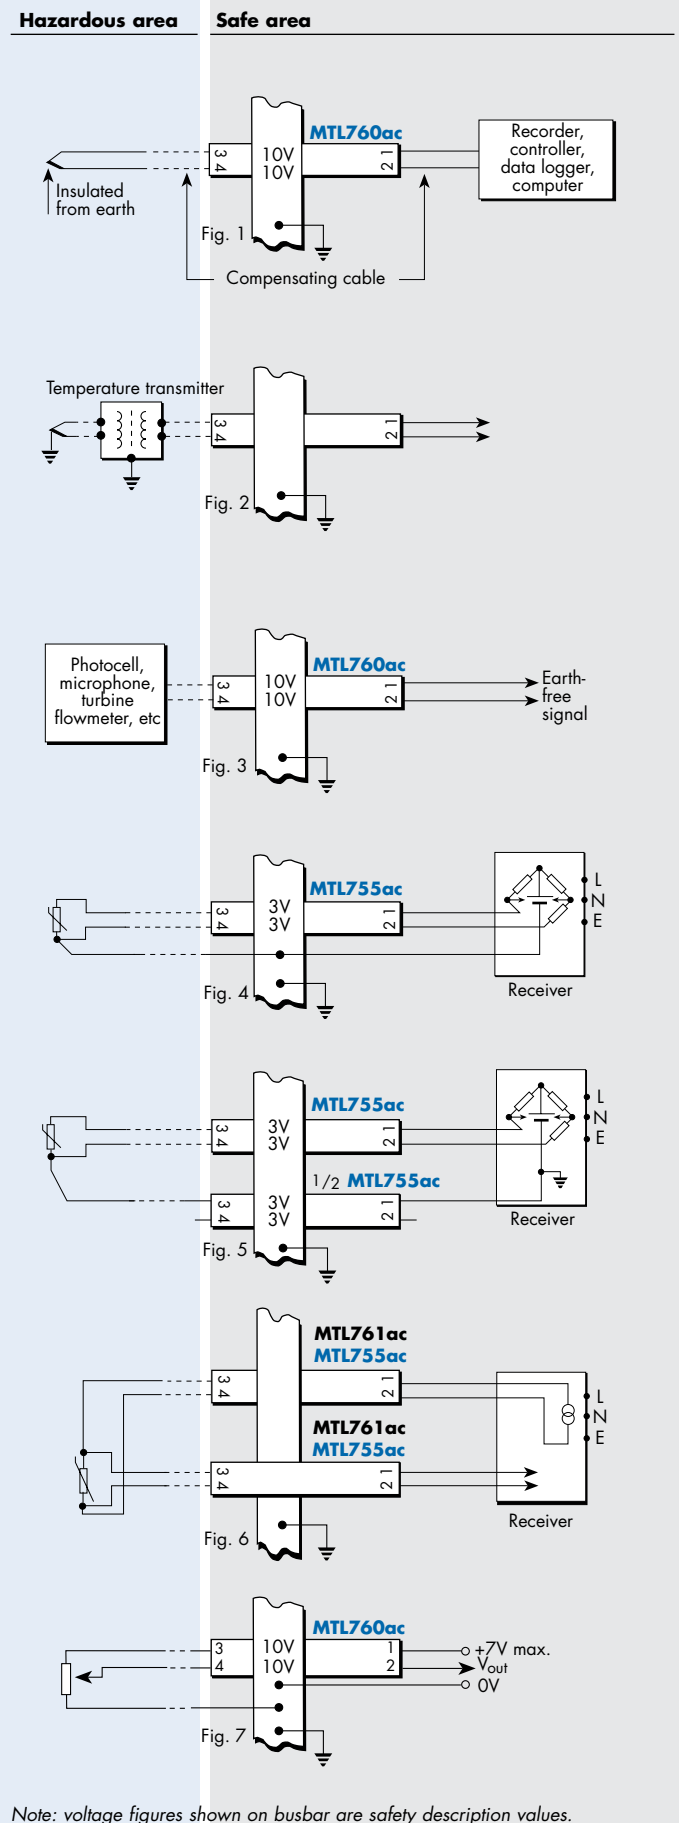 Hazardous area
Safe area
MTL760ac
3
4
10V
10V
1
2
Recorder,
controller,
data logger,
computer
Insulated
from earth
Fig. 1
Compensating cable
Temperature transmitter
3
4
1
2
Fig. 2
Photocell,
microphone,
turbine
flowmeter, etc
MTL760ac
3
4
10V
10V
1
2
Earth-
free
signal
Fig. 3
MTL755ac
3
4
3V
3V
1
2
L
N
E
Receiver
Fig. 4
MTL755ac
3
4
3V
3V
1
2
L
N
E
1/2 MTL755ac
3
4
3V
3V
1
2
Receiver
Fig. 5
MTL761ac
MTL755ac
3
4
1
2
L
N
E
MTL761ac
MTL755ac
3
4
1
2
Receiver
Fig. 6
MTL760ac
3
4
10V
10V
1
2
+7V max.
Vout
0V
Fig. 7
Note: voltage figures shown on busbar are safety description values.